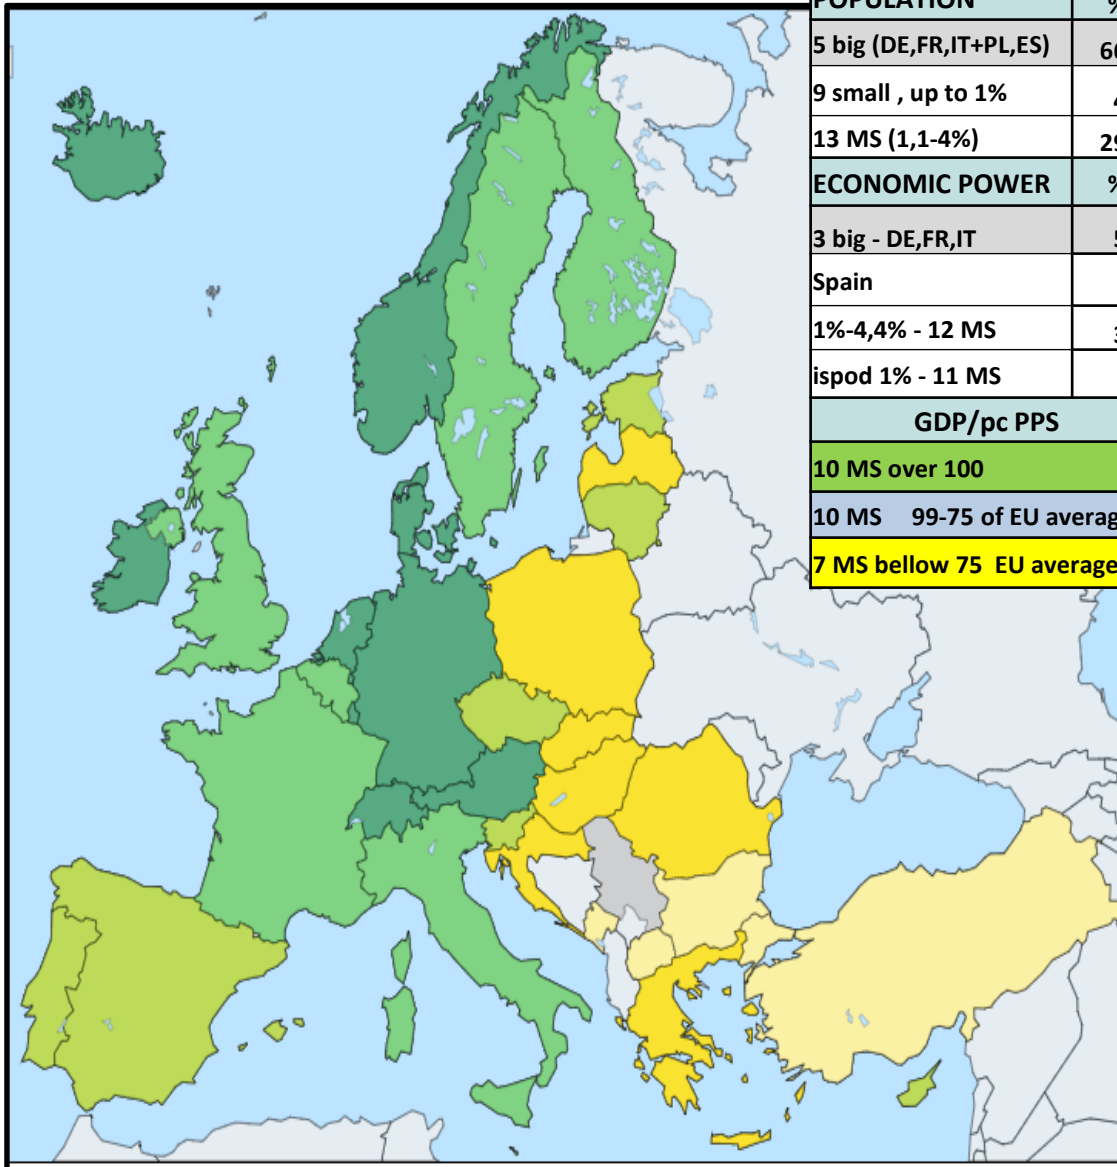 POPULATION %
5 big (DE,FR,IT+PL,ES)
9 small , up to 1%
13 MS (1,1-4%)
ECONOMIC POWER %
3 big - DE,FR,IT
Spain
1%-4,4% - 12 MS
ispod 1% - 11 MS
GDP/pc PPS
10 MS over 100
10 MS 99-75 of EU averag
7 MS bellow 75 EU average